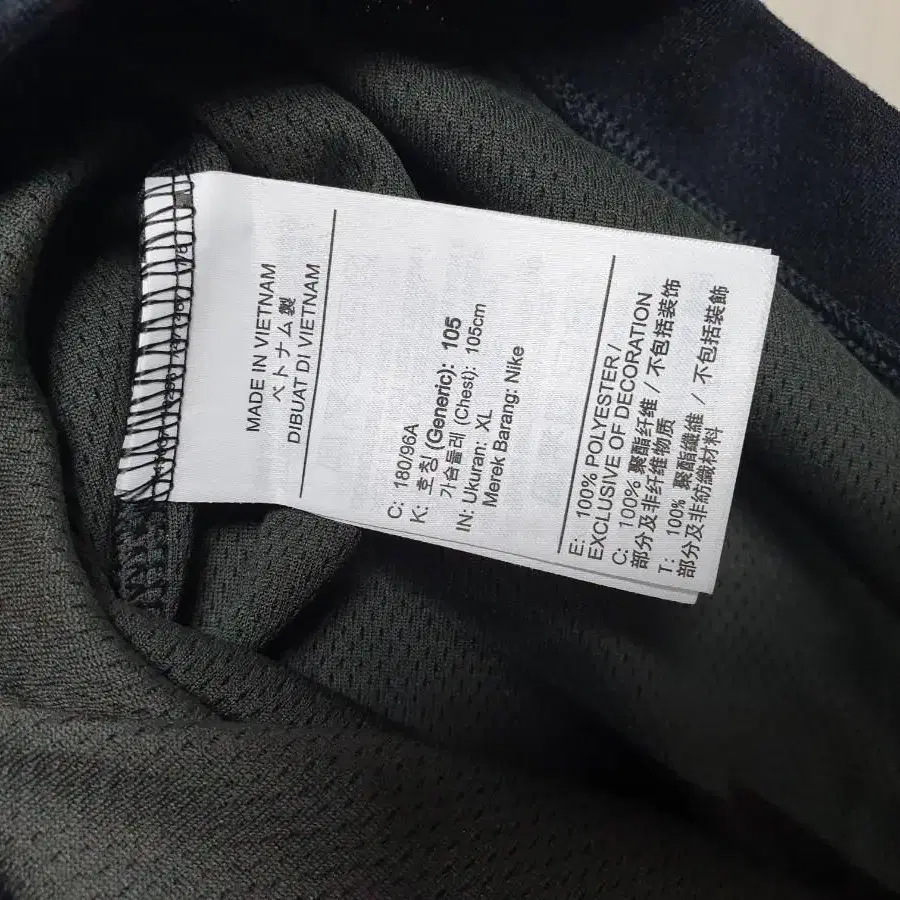 MADE IN VIETNAM
ベトナム製
DIBUAT DI VIETNAM
C: 180/96A
K: 호칭 (Generic): 105
가슴둘레 (Chest): 105cm
IN: Ukuran: XL
Merek Barang: Nike
E: 100% POLYESTER /
EXCLUSIVE OF DECORATION
C: 100% 聚酯纤维 / 不包括装饰
部分及非纤维物质
T: 100% 聚酯纖維 / 不包括裝飾
部分及非紡織材料